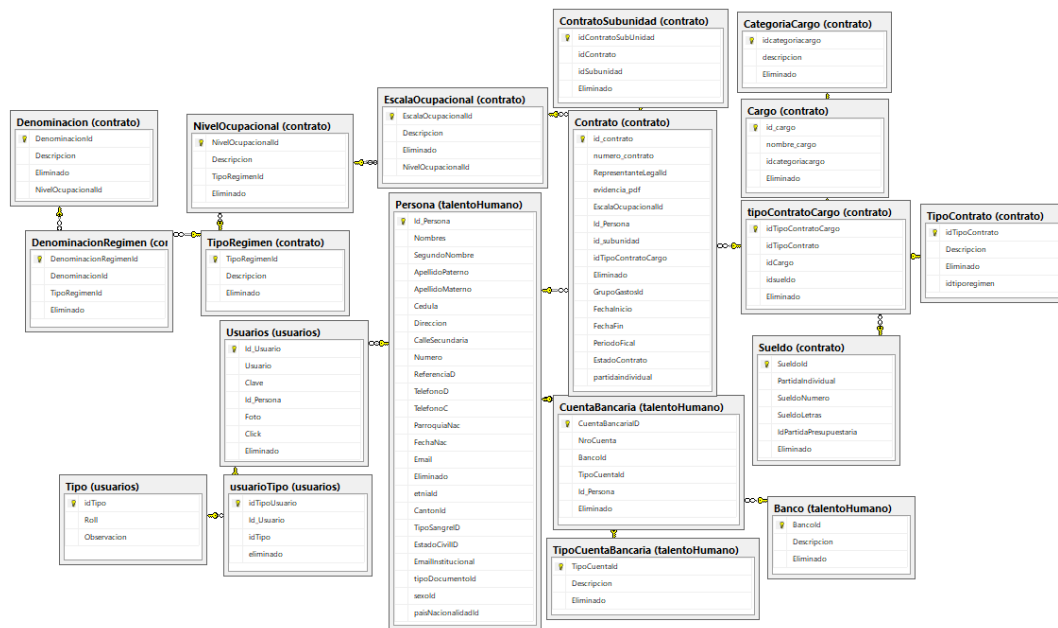 ContratoSubunidad (contrato)
idContratoSubUnidad
idContrato
idSubunidad
Eliminado
CategoriaCargo (contrato)
idcategoriacargo
descripcion
Eliminado
EscalaOcupacional (contrato)
EscalaOcupacionalId
Descripcion
Eliminado
NivelOcupacionalId
Denominacion (contrato)
DenominacionId
Descripcion
Eliminado
NivelOcupacionalId
NivelOcupacional (contrato)
NivelOcupacionalId
Descripcion
TipoRegimenId
Eliminado
Contrato (contrato)
id_contrato
numero_contrato
RepresentanteLegalId
evidencia_pdf
EscalaOcupacionalId
Id_Persona
id_subunidad
idTipoContratoCargo
Eliminado
GrupoGastosId
FechaInicio
FechaFin
PeriodoFical
EstadoContrato
partidaindividual
Cargo (contrato)
id_cargo
nombre_cargo
idcategoriacargo
Eliminado
Persona (talentoHumano)
Id_Persona
Nombres
SegundoNombre
ApellidoPaterno
ApellidoMaterno
Cedula
Direccion
CalleSecundaria
Numero
ReferenciaD
TelefonoD
TelefonoC
ParroquiaNac
FechaNac
Email
Eliminado
etniaId
CantonId
TipoSangreID
EstadoCivilID
EmailInstitucional
tipoDocumentoId
sexoId
paisNacionalidadId
tipoContratoCargo (contrato)
idTipoContratoCargo
idTipoContrato
idCargo
idsueldo
Eliminado
TipoContrato (contrato)
idTipoContrato
Descripcion
Eliminado
idtiporegimen
DenominacionRegimen (cor
DenominacionRegimenId
DenominacionId
TipoRegimenId
Eliminado
TipoRegimen (contrato)
TipoRegimenId
Descripcion
Eliminado
Usuarios (usuarios)
Id_Usuario
Usuario
Clave
Id_Persona
Foto
Click
Eliminado
Sueldo (contrato)
SueldoId
PartidaIndividual
SueldoNumero
SueldoLetras
IdPartidaPresupuestaria
Eliminado
CuentaBancaria (talentoHumano)
CuentaBancariaID
NroCuenta
BancoId
TipoCuentaId
Id_Persona
Eliminado
Tipo (usuarios)
idTipo
Roll
Observacion
usuarioTipo (usuarios)
idTipoUsuario
Id_Usuario
idTipo
eliminado
Banco (talentoHumano)
BancoId
Descripcion
Eliminado
TipoCuentaBancaria (talentoHumano)
TipoCuentaId
Descripcion
Eliminado